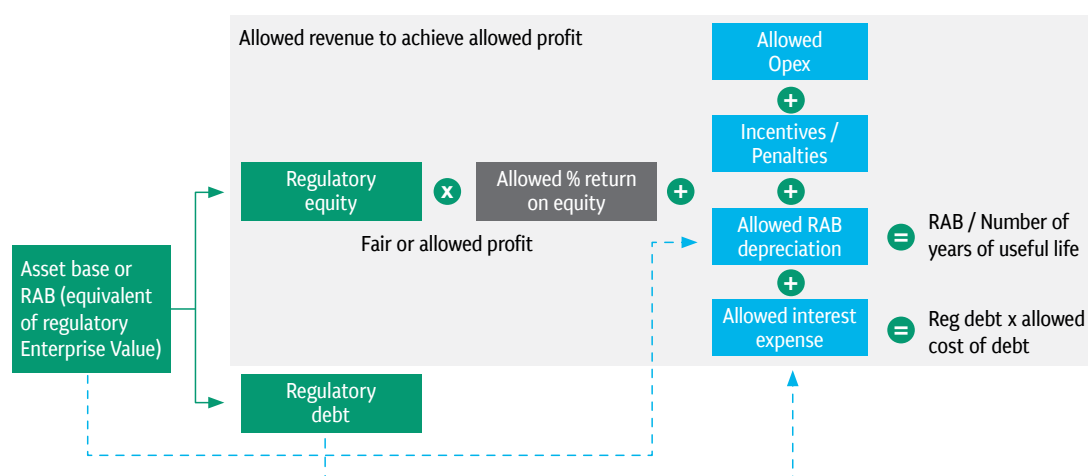 Allowed revenue to achieve allowed profit
Allowed
Opex
+
Incentives /
Penalties
+
Regulatory
equity
x
Allowed % return
on equity
+
Fair or allowed profit
Allowed RAB
depreciation
=
RAB / Number of
years of useful life
+
Asset base or
RAB (equivalent
of regulatory
Enterprise Value)
Allowed interest
expense
=
Reg debt x allowed
cost of debt
Regulatory
debt